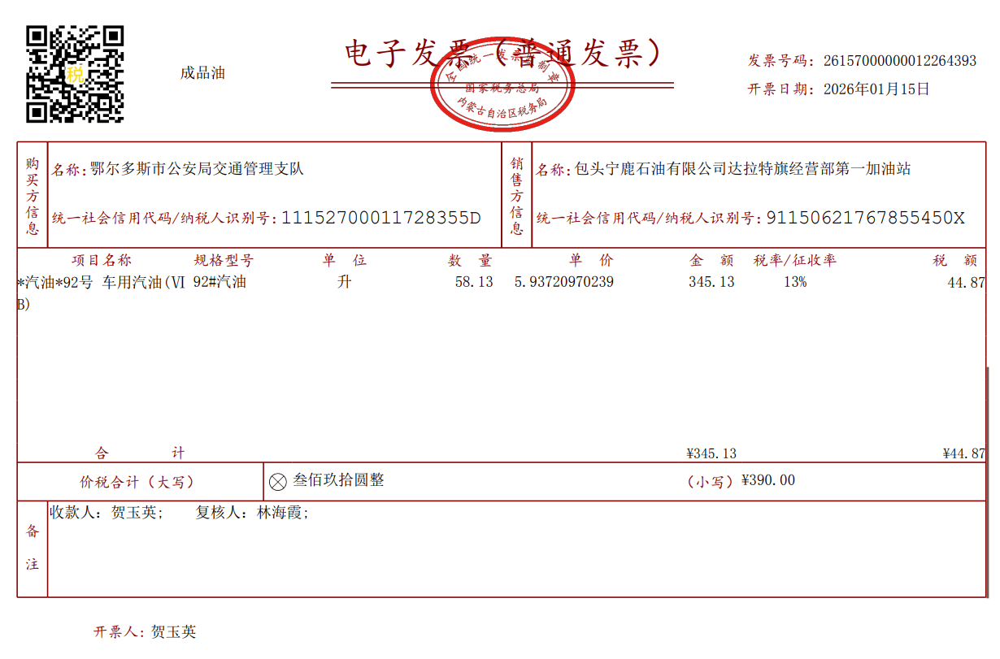 税
成品油
电子发票（普通发票）
全国统一发票监制章
国家税务总局
内蒙古自治区税务局
发票号码：26157000000012264393
开票日期：2026年01月15日
购买方信息
名称：鄂尔多斯市公安局交通管理支队
统一社会信用代码/纳税人识别号：11152700011728355D
销售方信息
名称：包头宁鹿石油有限公司达拉特旗经营部第一加油站
统一社会信用代码/纳税人识别号：91150621767855450X
项目名称 规格型号 单 位 数 量 单 价 金 额 税率/征收率 税 额
*汽油*92号 车用汽油(VI 92#汽油 升 58.13 5.93720970239 345.13 13% 44.87
B)
合 计 ¥345.13 ¥44.87
价税合计（大写） 叁佰玖拾圆整 （小写）¥390.00
备注
收款人：贺玉英； 复核人：林海霞；
开票人：贺玉英